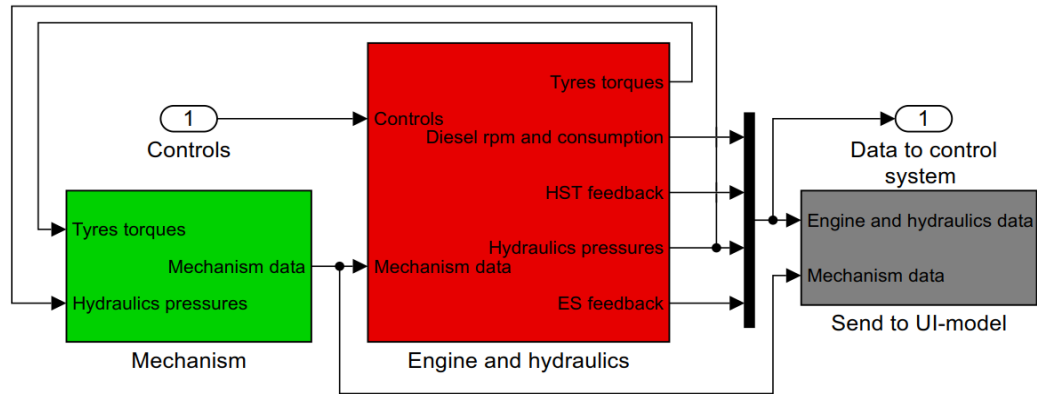 Tyres torques
1
Controls
Controls
Diesel rpm and consumption
HST feedback
Hydraulics pressures
Mechanism data
ES feedback
Engine and hydraulics
Tyres torques
Mechanism data
Hydraulics pressures
Mechanism
1
Data to control
system
Engine and hydraulics data
Mechanism data
Send to UI-model